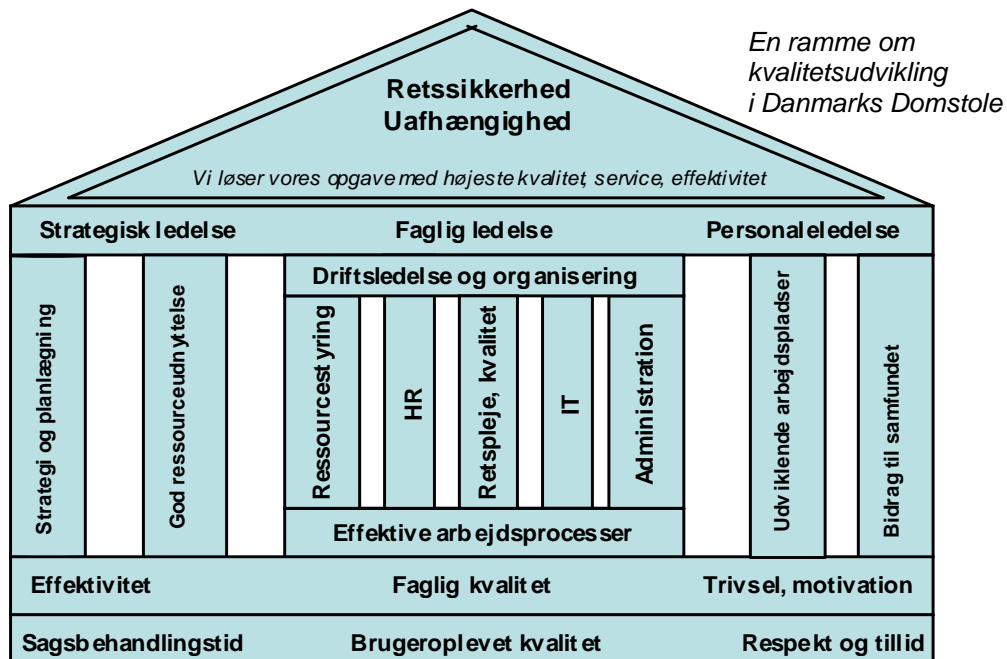 En ramme om
kvalitetsudvikling
i Danmarks Domstole
Retssikkerhed
Uafhængighed
Vi løser vores opgave med højeste kvalitet, service, effektivitet
Strategisk ledelse
Faglig ledelse
Personaleledelse
Strategi og planlægning
God ressourceudnyttelse
Driftsledelse og organisering
Ressourcestyring
HR
Retspleje, kvalitet
IT
Administration
Effektive arbejdsprocesser
Udviklende arbejdspladser
Bidrag til samfundet
Effektivitet
Faglig kvalitet
Trivsel, motivation
Sagsbehandlingstid
Brugeroplevet kvalitet
Respekt og tillid